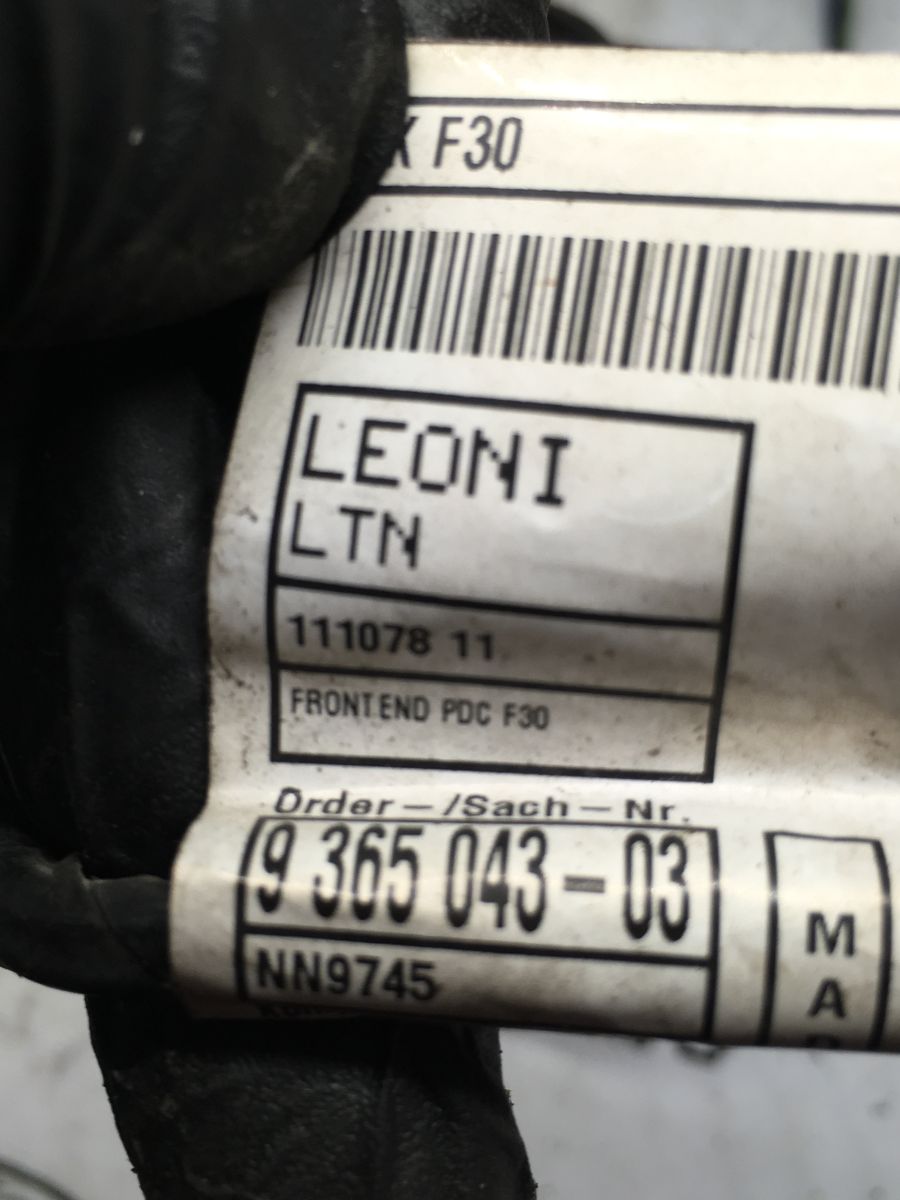 F30
LEONI
LTN
111078 11
FRONTEND PDC F30
Order-/Sach-Nr.
9 365 043-03
NN9745
M
A